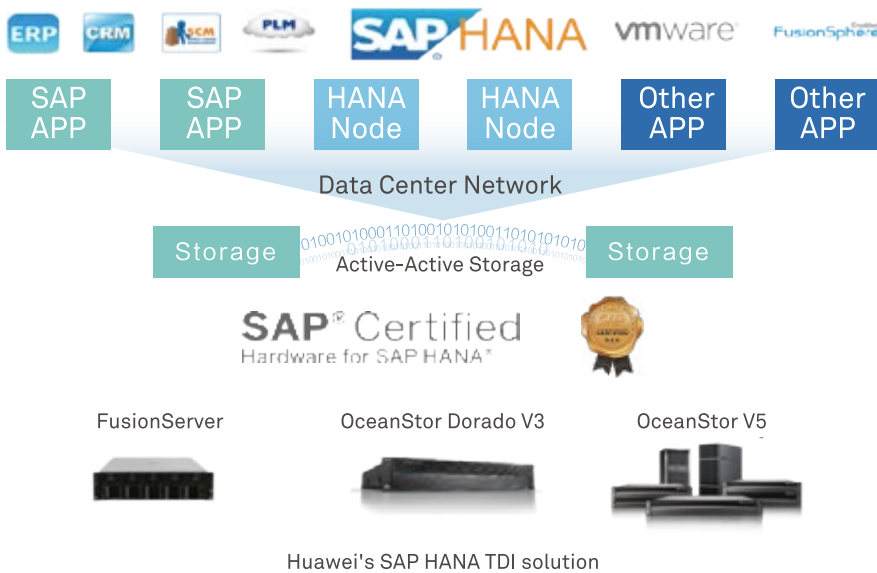 ERP
CRM
SCM
PLM
SAP HANA
vmware
FusionSphere
SAP
APP
SAP
APP
HANA
Node
HANA
Node
Other
APP
Other
APP
Data Center Network
Storage
Active-Active Storage
Storage
SAP® Certified
Hardware for SAP HANA®
CERTIFIED
FusionServer
OceanStor Dorado V3
OceanStor V5
Huawei's SAP HANA TDI solution